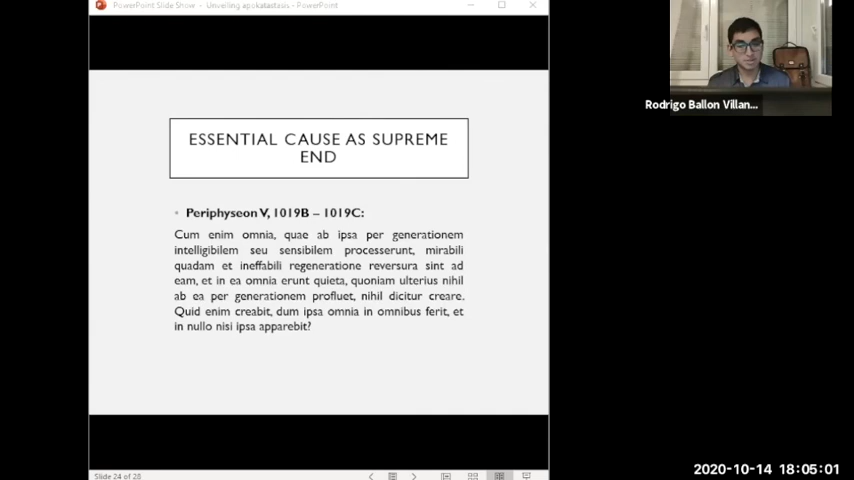 PowerPoint Slide Show - Unveiling apokatastasis - PowerPoint
Rodrigo Ballon Villan...
ESSENTIAL CAUSE AS SUPREME
END
Periphyseon V, 1019B – 1019C:
Cum enim omnia, quae ab ipsa per generationem
intelligibilem seu sensibilem processerunt, mirabili
quadam et ineffabili regeneratione reversura sint ad
eam, et in ea omnia erunt quieta, quoniam ulterius nihil
ab ea per generationem profluet, nihil dicitur creare.
Quid enim creabit, dum ipsa omnia in omnibus ferit, et
in nullo nisi ipsa apparebit?
Slide 24 of 28
2020-10-14 18:05:01